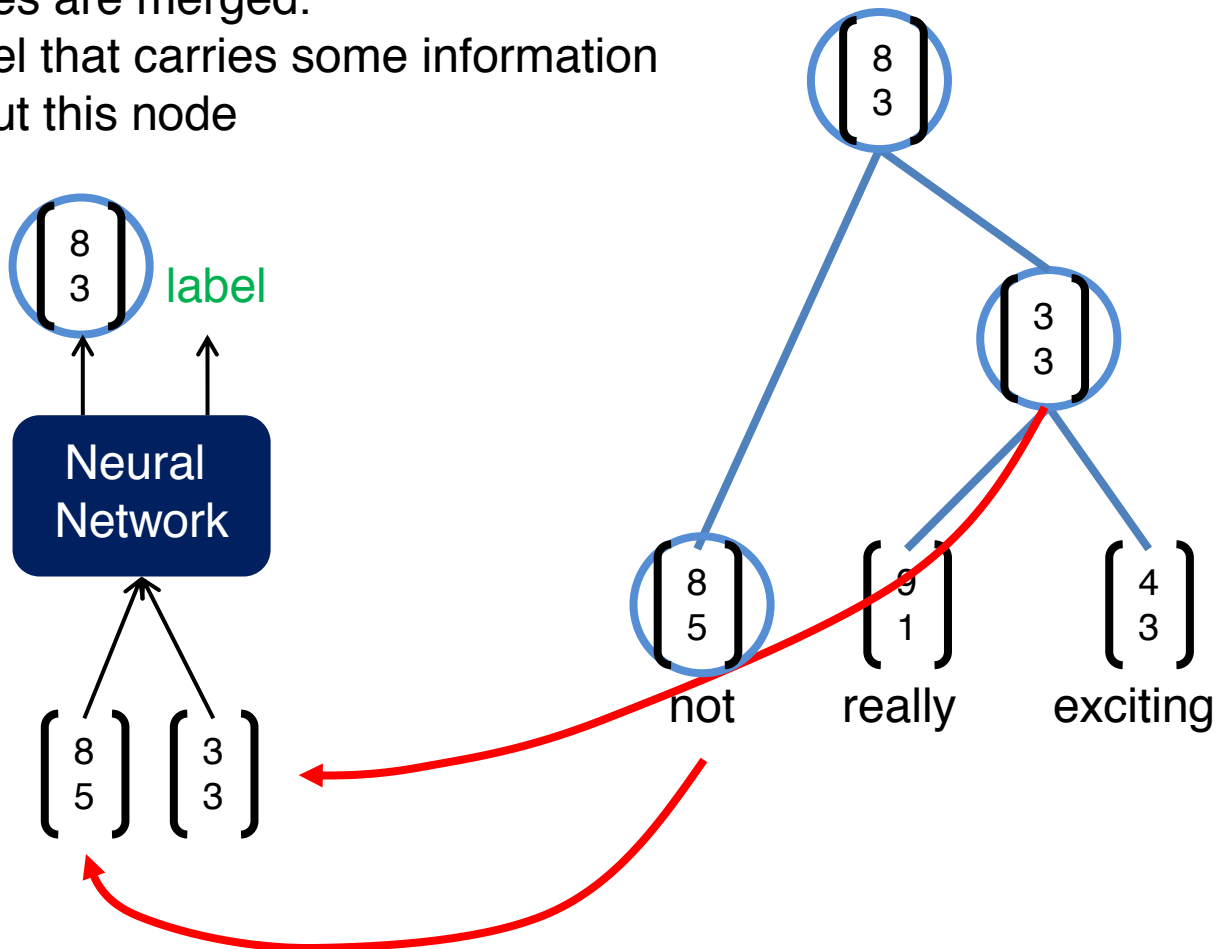 es are merged.
el that carries some information
ut this node
8
3
8
3
label
3
3
Neural
Network
8
5
9
1
4
3
not really exciting
8
5
3
3